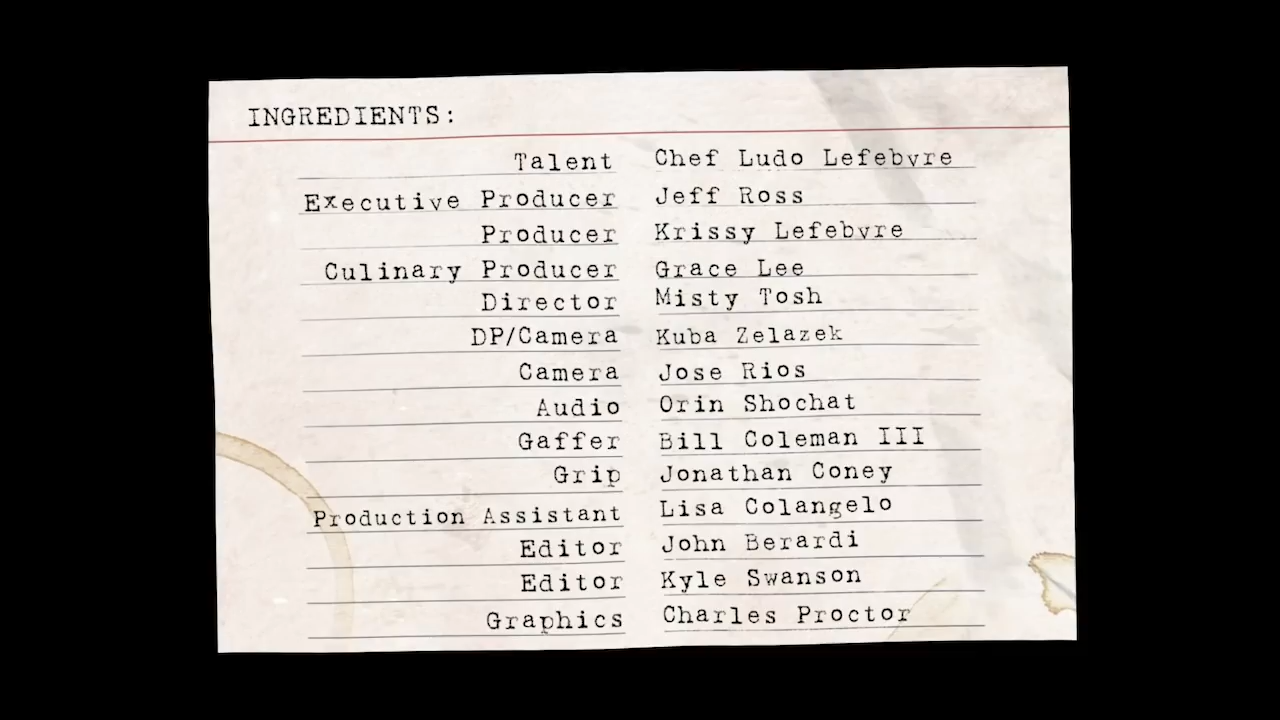 INGREDIENTS:
Talent Chef Ludo Lefebvre
Executive Producer Jeff Ross
Producer Krissy Lefebvre
Culinary Producer Grace Lee
Director Misty Tosh
DP/Camera Kuba Zelazek
Camera Jose Rios
Audio Orin Shochat
Gaffer Bill Coleman III
Grip Jonathan Coney
Production Assistant Lisa Colangelo
Editor John Berardi
Editor Kyle Swanson
Graphics Charles Proctor